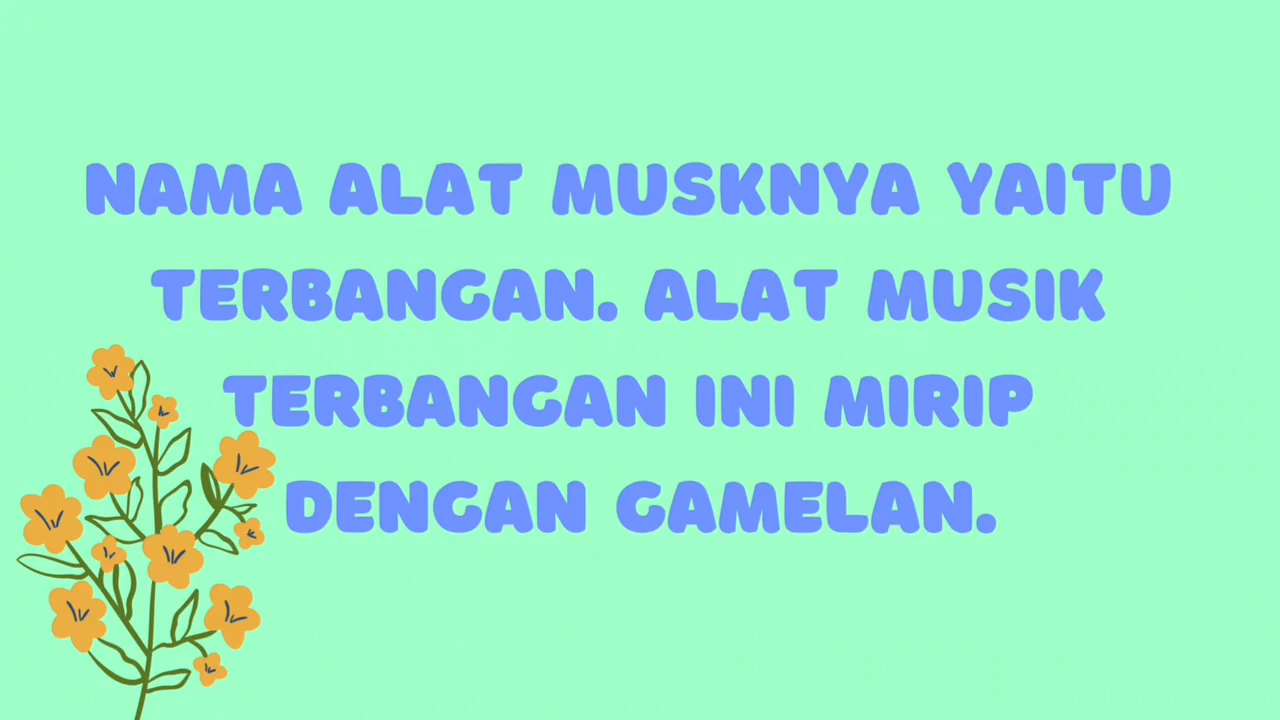 NAMA ALAT MUSKNYA YAITU
TERBANGAN. ALAT MUSIK
TERBANGAN INI MIRIP
DENGAN GAMELAN.